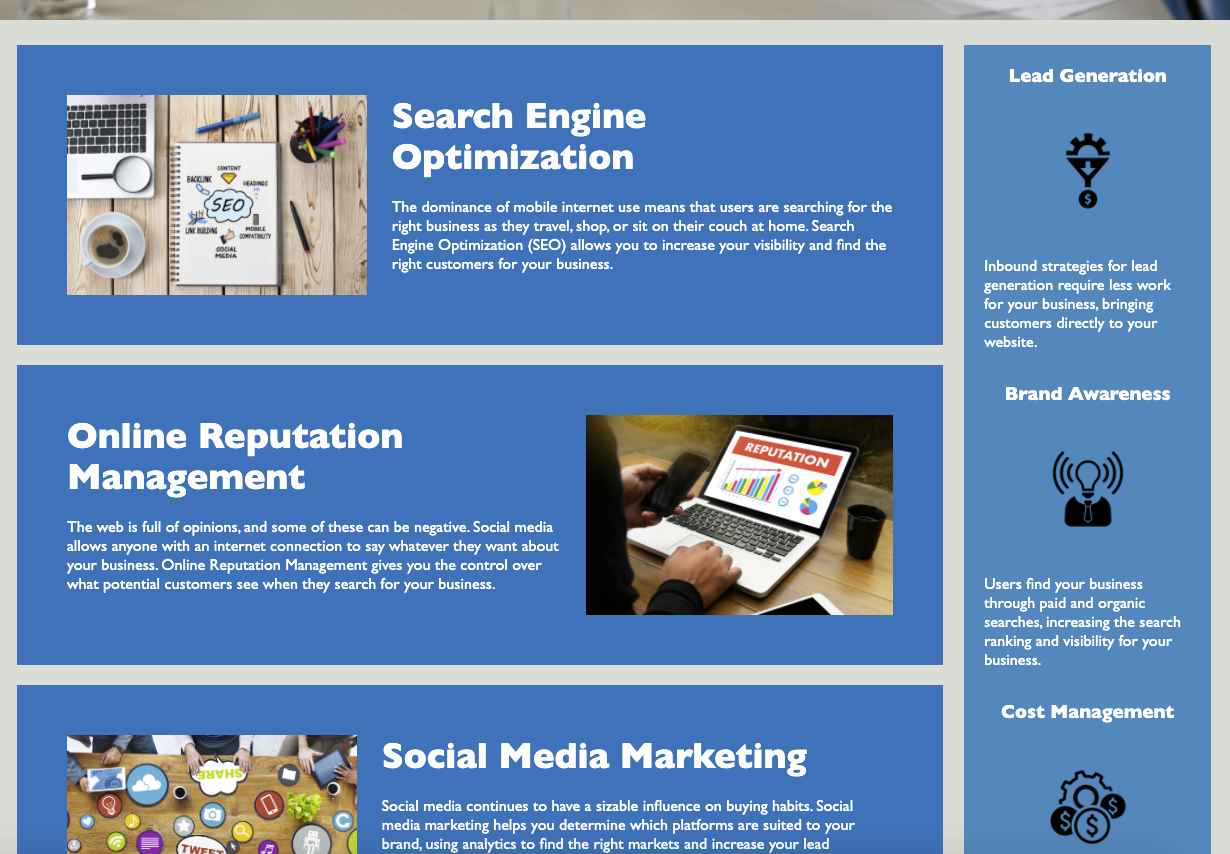 Search Engine
Optimization
The dominance of mobile internet use means that users are searching for the
right business as they travel, shop, or sit on their couch at home. Search
Engine Optimization (SEO) allows you to increase your visibility and find the
right customers for your business.
CONTENT
BACKLINK
HEADINGS
SEO
LINK BUILDING
MOBILE
COMPATIBILITY
SOCIAL
MEDIA
Online Reputation
Management
The web is full of opinions, and some of these can be negative. Social media
allows anyone with an internet connection to say whatever they want about
your business. Online Reputation Management gives you the control over
what potential customers see when they search for your business.
REPUTATION
Social Media Marketing
Social media continues to have a sizable influence on buying habits. Social
media marketing helps you determine which platforms are suited to your
brand, using analytics to find the right markets and increase your lead
SHARE
TWEET
Lead Generation
$
Inbound strategies for lead
generation require less work
for your business, bringing
customers directly to your
website.
Brand Awareness
Users find your business
through paid and organic
searches, increasing the search
ranking and visibility for your
business.
Cost Management
$ $ $